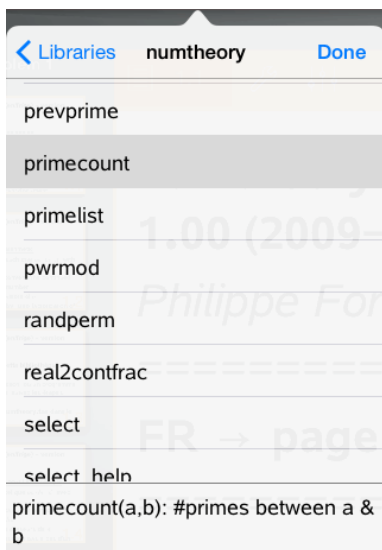 Libraries numtheory Done
prevprime
primecount
primelist
1.00 (2009-
pwrmod
Philippe For
randperm
real2contfrac
select
FR → page
select_help
primecount(a,b): #primes between a &
b